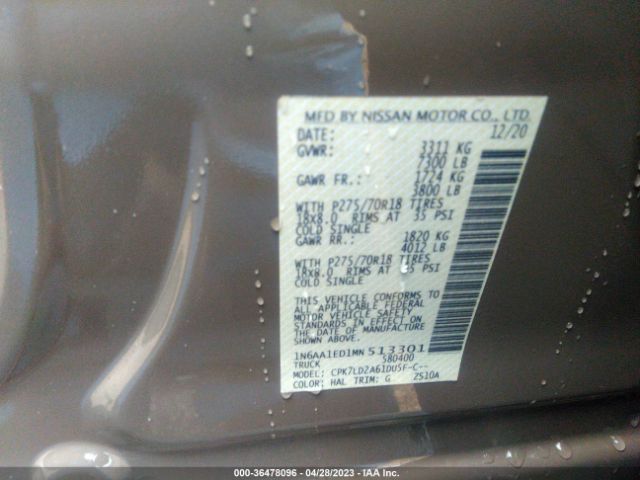 MFD BY NISSAN MOTOR CO., LTD.
DATE: 12/20
GVWR: 3311 KG
7300 LB
GAWR FR.: 1724 KG
3800 LB
WITH P275/70R18 TIRES
18X8.0 RIMS AT 35 PSI
COLD SINGLE
GAWR RR.: 1820 KG
4012 LB
WITH P275/70R18 TIRES
18X8.0 RIMS AT 35 PSI
COLD SINGLE
THIS VEHICLE CONFORMS TO
ALL APPLICABLE FEDERAL
MOTOR VEHICLE SAFETY
STANDARDS IN EFFECT ON
THE DATE OF MANUFACTURE
SHOWN ABOVE.
1N6AA1ED1MN513301
TRUCK 580400
MODEL: CPK7LDZA61DU5F-C--
COLOR: HAL TRIM: G 2510A
000-36478096 - 04/28/2023 - IAA Inc.